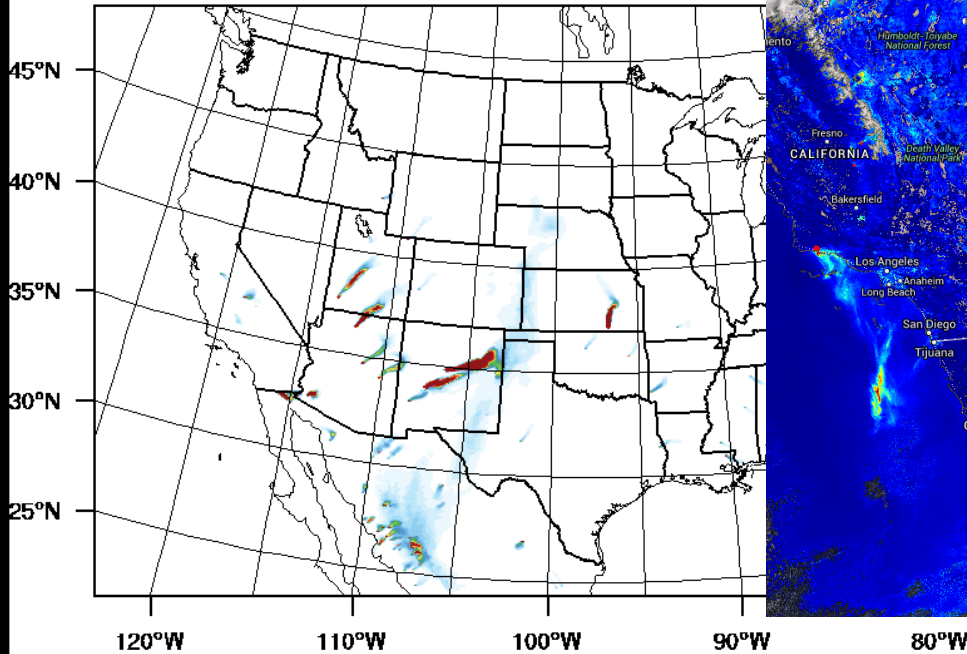 45°N
40°N
35°N
30°N
25°N
120°W
110°W
100°W
90°W
80°W
Humboldt-Toiyabe
National Forest
mento
Fresno
CALIFORNIA
Death Valley
National Park
Bakersfield
Los Angeles
Anaheim
Long Beach
San Diego
Tijuana